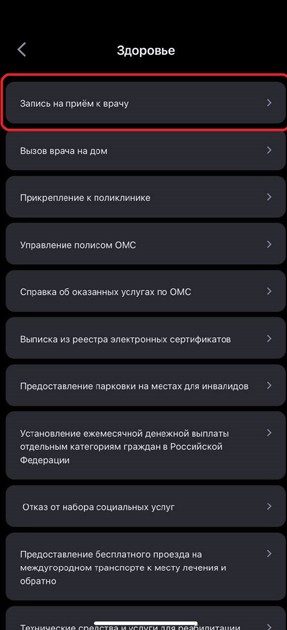 Здоровье
Запись на приём к врачу
Вызов врача на дом
Прикрепление к поликлинике
Управление полисом ОМС
Справка об оказанных услугах по ОМС
Выписка из реестра электронных сертификатов
Предоставление парковки на местах для инвалидов
Установление ежемесячной денежной выплаты
отдельным категориям граждан в Российской
Федерации
Отказ от набора социальных услуг
Предоставление бесплатного проезда на
междугородном транспорте к месту лечения и
обратно
Технические средства и услуги для реабилитации